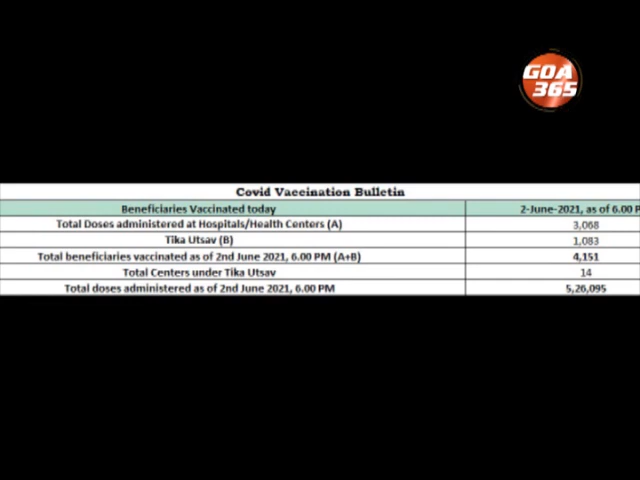 GOA
365
Covid Vaccination Bulletin
Beneficiaries Vaccinated today 2-June-2021, as of 6.00 P
Total Doses administered at Hospitals/Health Centers (A) 3,068
Tika Utsav (B) 1,083
Total beneficiaries vaccinated as of 2nd June 2021, 6.00 PM (A+B) 4,151
Total Centers under Tika Utsav 14
Total doses administered as of 2nd June 2021, 6.00 PM 5,26,095